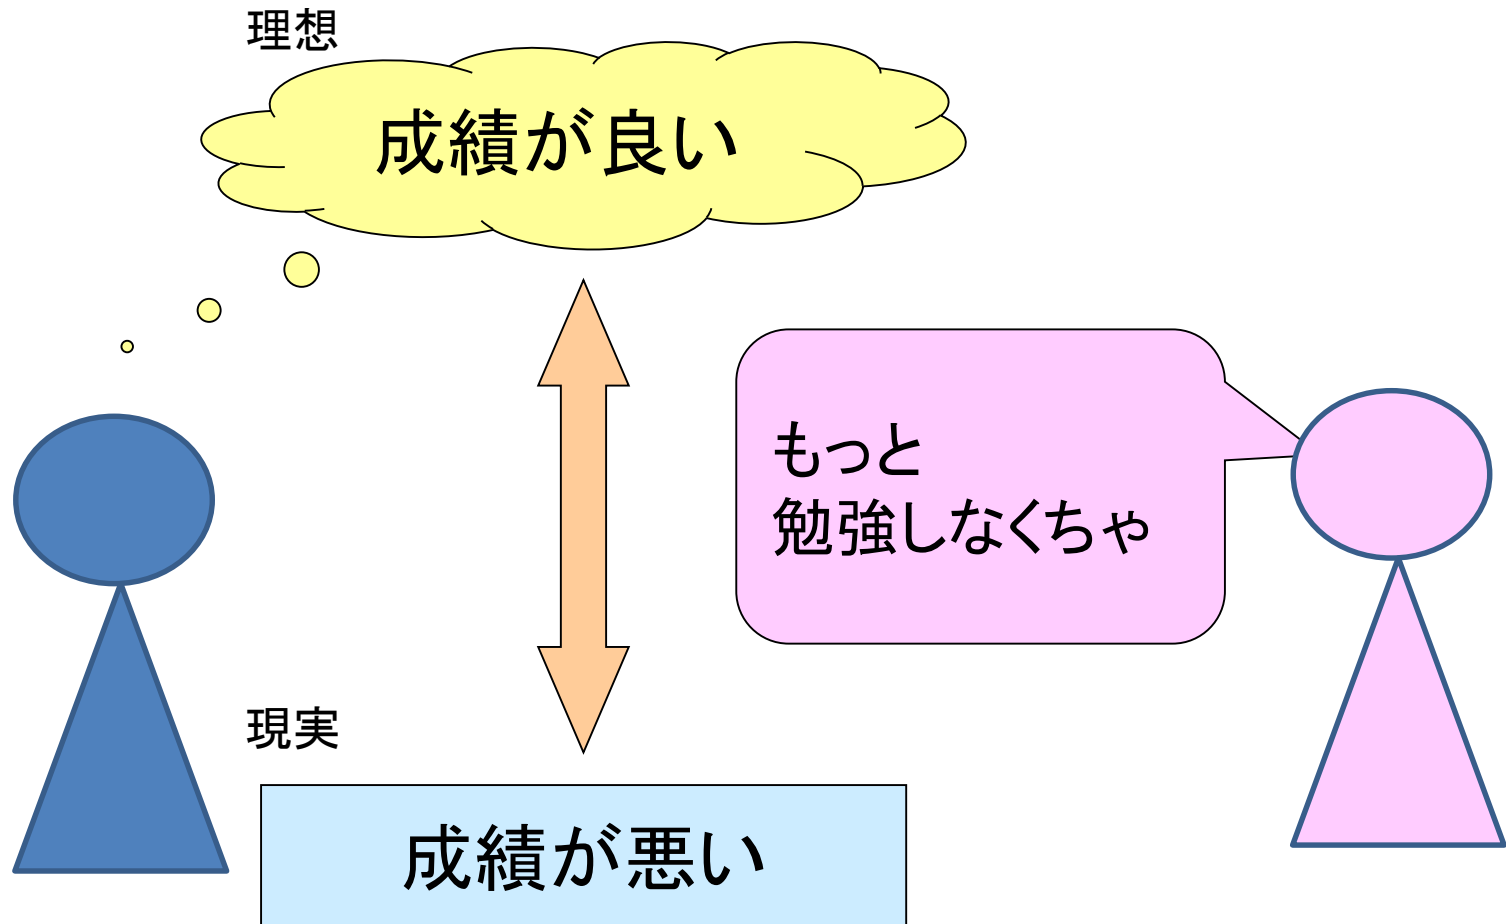 理想
成績が良い
もっと
勉強しなくちゃ
現実
成績が悪い